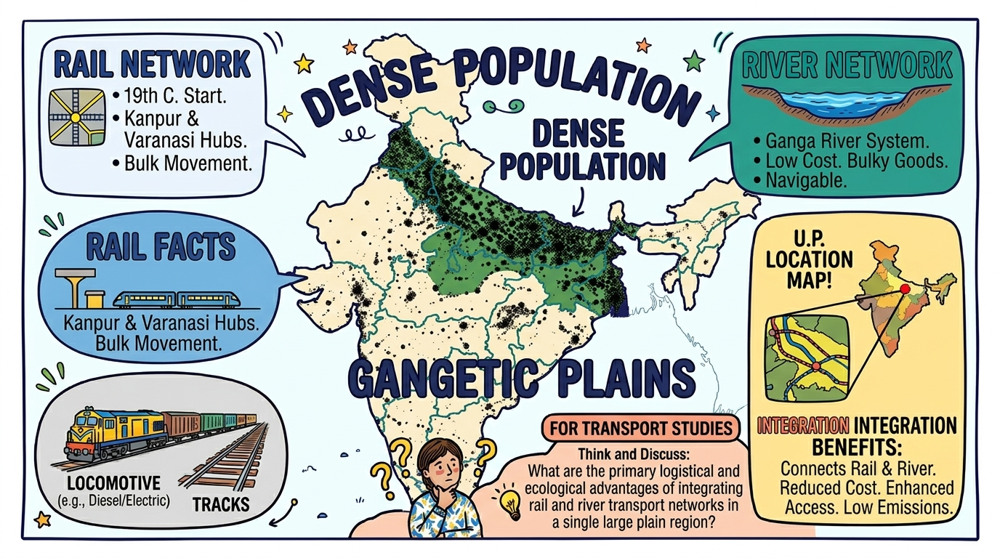 DENSE POPULATION
RAIL NETWORK
• 19th C. Start.
• Kanpur &
Varanasi Hubs.
• Bulk Movement.
RIVER NETWORK
• Ganga River System.
• Low Cost. Bulky Goods.
• Navigable.
DENSE
POPULATION
RAIL FACTS
Kanpur & Varanasi Hubs.
Bulk Movement.
U.P.
LOCATION
MAP!
GANGETIC PLAINS
LOCOMOTIVE
(e.g., Diesel/Electric)
TRACKS
FOR TRANSPORT STUDIES
Think and Discuss:
What are the primary logistical and
ecological advantages of integrating
rail and river transport networks in
a single large plain region?
INTEGRATION INTEGRATION
BENEFITS:
Connects Rail & River.
Reduced Cost. Enhanced
Access. Low Emissions.